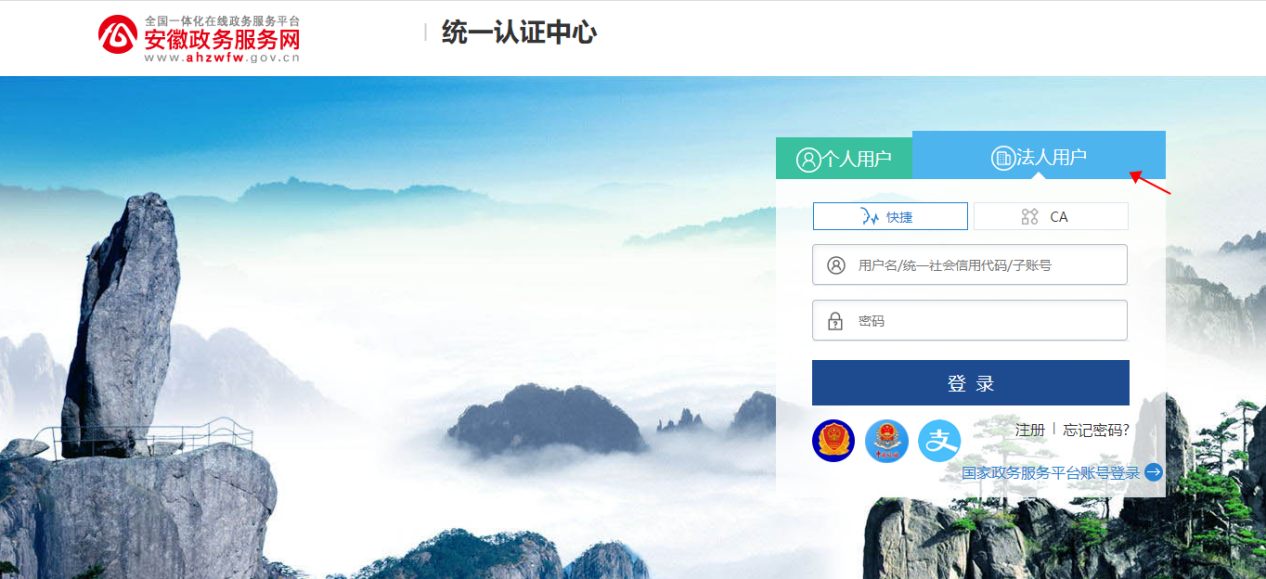 全国一体化在线政务服务平台
安徽政务服务网
www.ahzwfw.gov.cn
统一认证中心
个人用户
法人用户
快捷
CA
用户名/统一社会信用代码/子账号
密码
登 录
注册 | 忘记密码?
国家政务服务平台账号登录